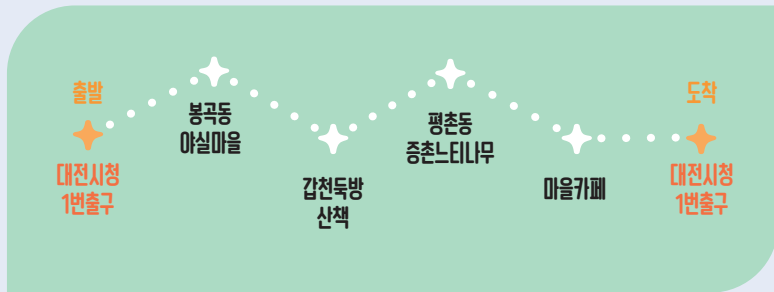 출발
대전시청
1번출구
봉곡동
야실마을
갑천둑방
산책
평촌동
증촌느티나무
마을카페
도착
대전시청
1번출구